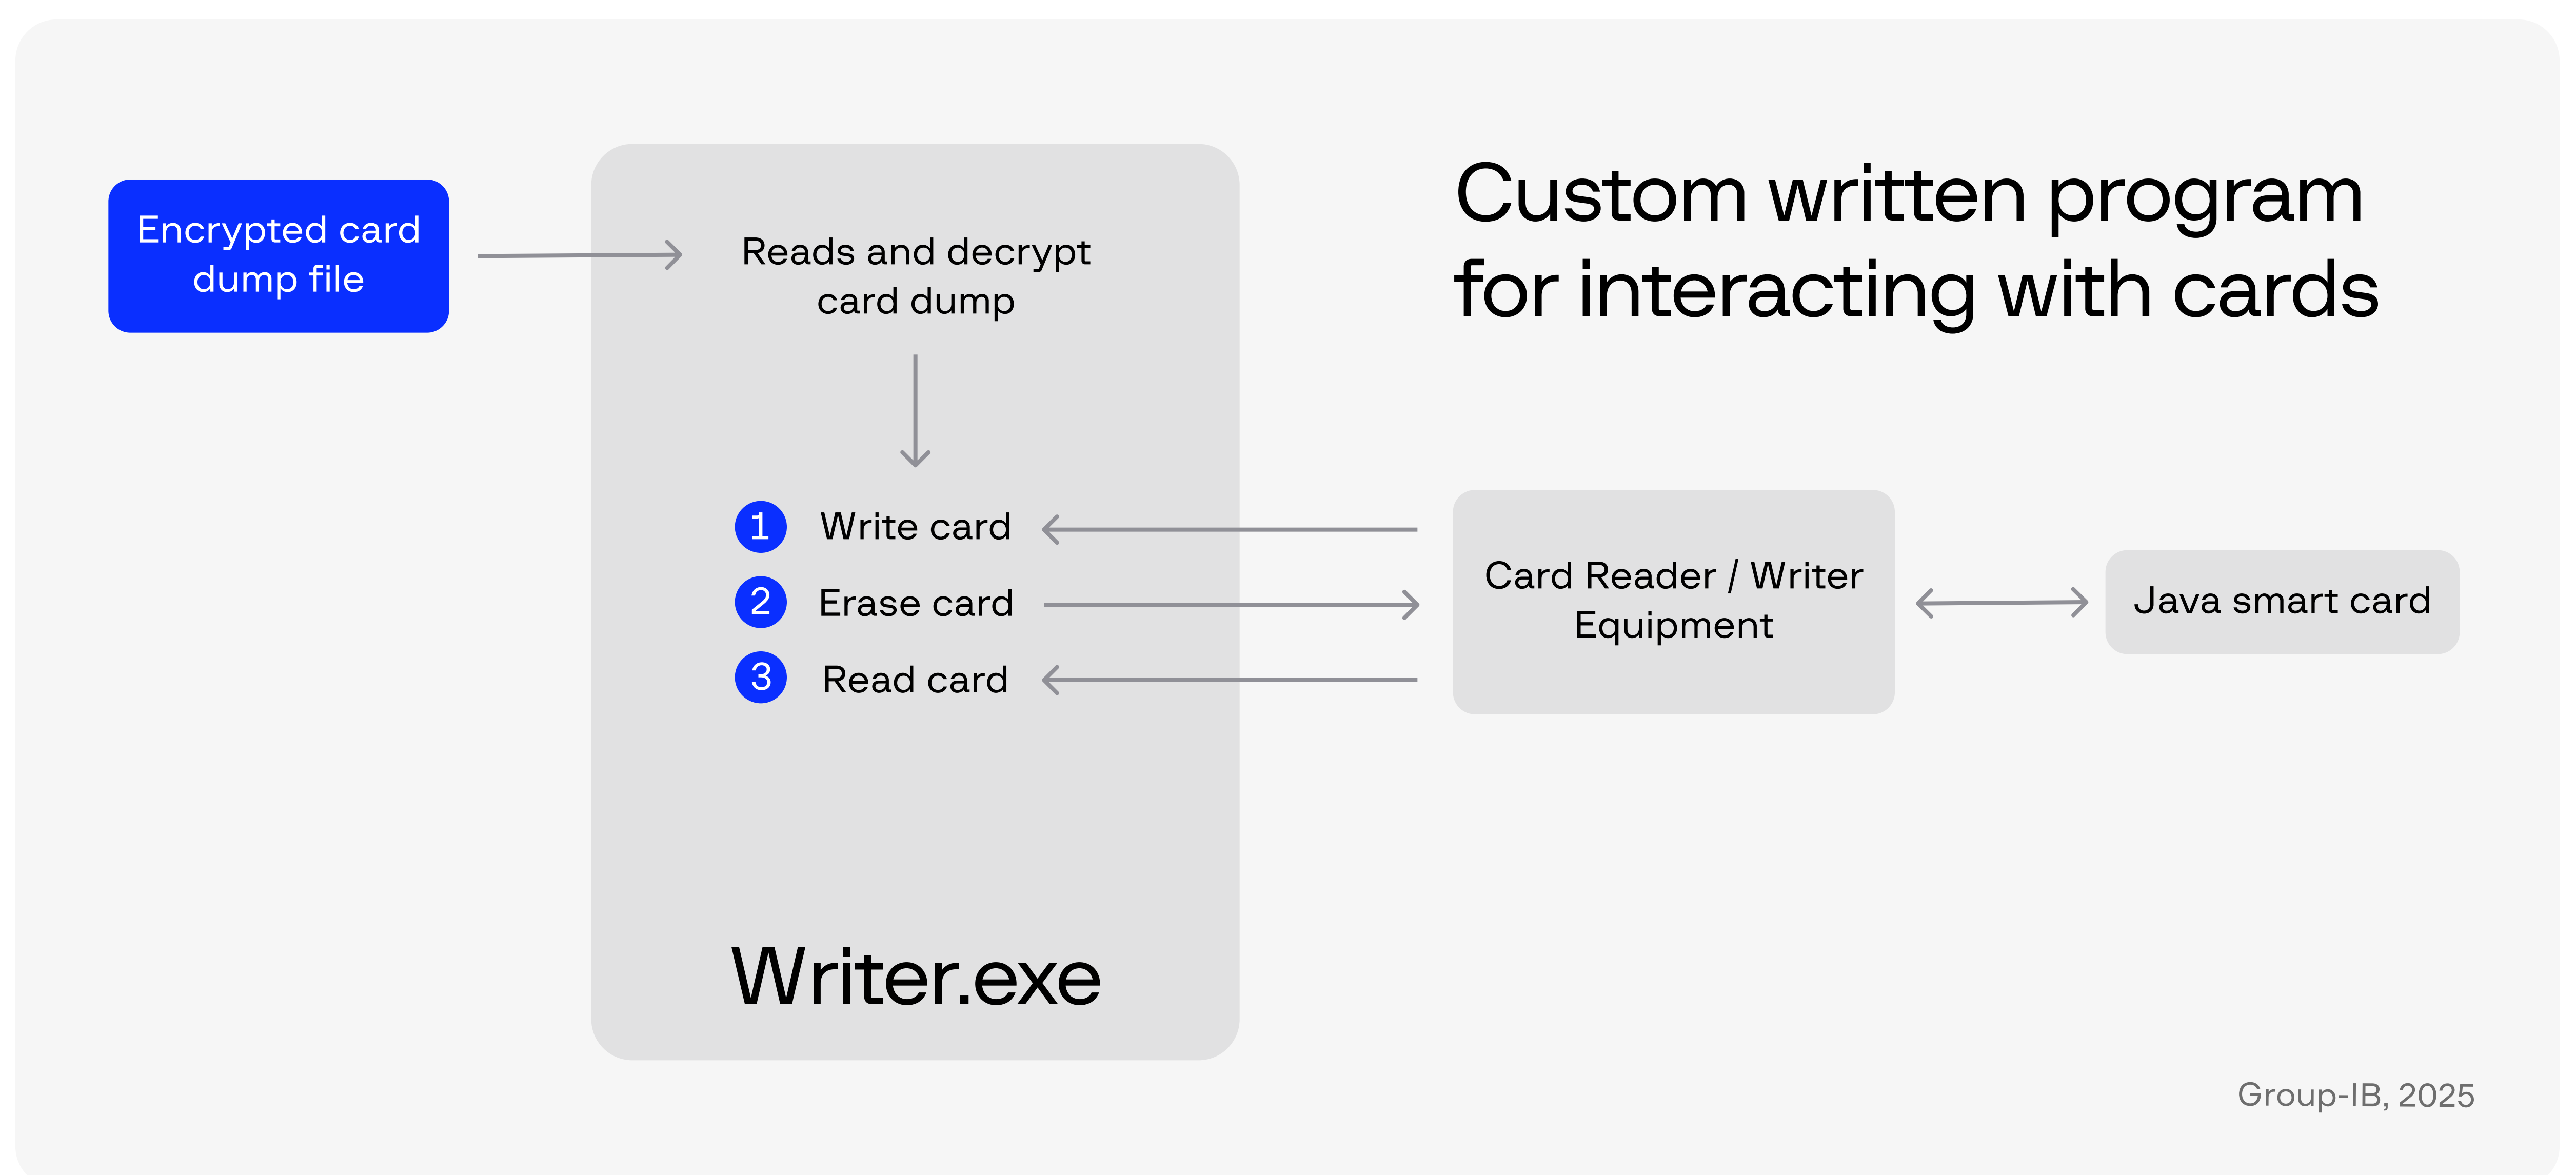 Encrypted card
dump file
Reads and decrypt
card dump
Custom written program
for interacting with cards
1 Write card
2 Erase card
3 Read card
Card Reader / Writer
Equipment
Java smart card
Writer.exe
Group-IB, 2025